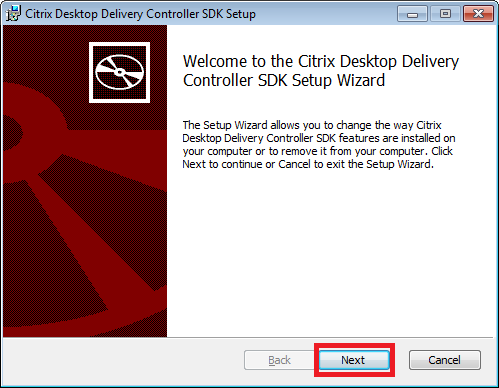 Citrix Desktop Delivery Controller SDK Setup
Welcome to the Citrix Desktop Delivery
Controller SDK Setup Wizard
The Setup Wizard allows you to change the way Citrix
Desktop Delivery Controller SDK features are installed on
your computer or to remove it from your computer. Click
Next to continue or Cancel to exit the Setup Wizard.
Back Next Cancel